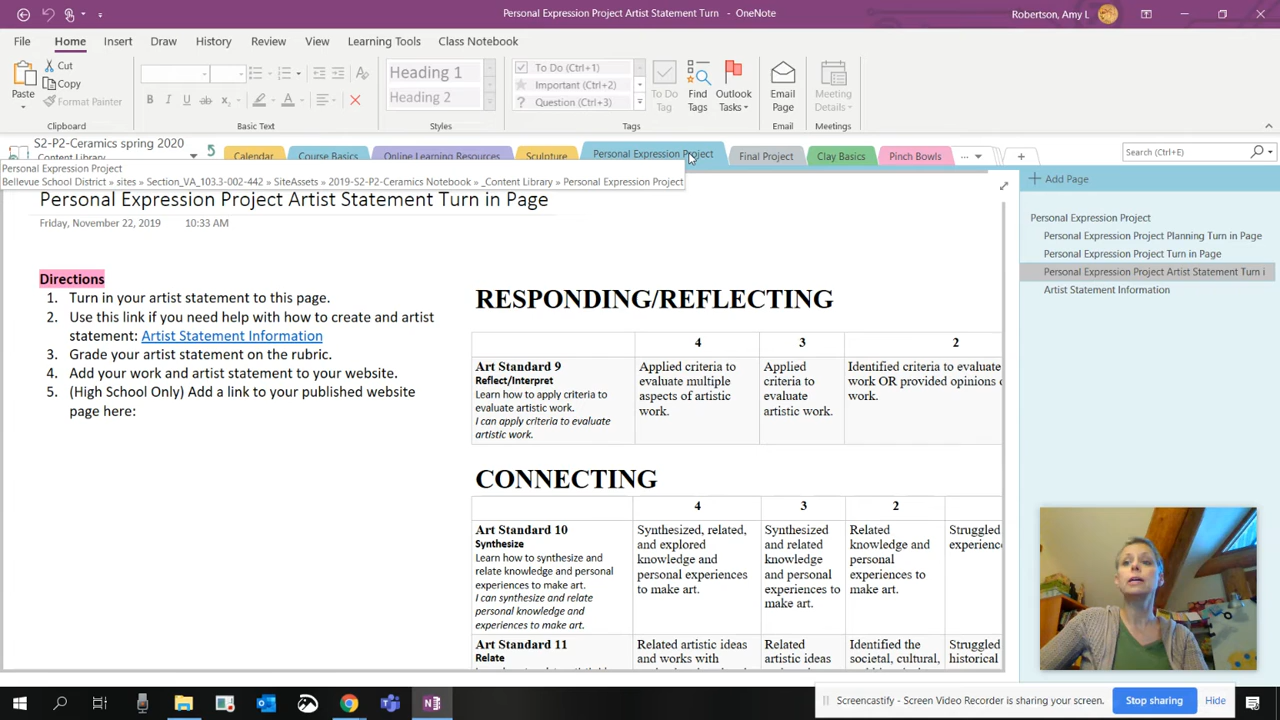 Personal Expression Project Artist Statement Turn - OneNote
Robertson, Amy L
File Home Insert Draw History Review View Learning Tools Class Notebook
Paste
Cut
Copy
Format Painter
Clipboard
Basic Text
Heading 1
Heading 2
Styles
To Do (Ctrl+1)
Important (Ctrl+2)
Question (Ctrl+3)
To Do
Tag
Find
Tags
Outlook
Tasks
Tags
Email
Page
Email
Meeting
Details
Meetings
S2-P2-Ceramics spring 2020
Content Library
Calendar
Course Basics
Online Learning Resources
Sculpture
Personal Expression Project
Final Project
Clay Basics
Pinch Bowls
...
Search (Ctrl+E)
Personal Expression Project
Bellevue School District » sites » Section_VA_103.3-002-442 » SiteAssets » 2019-S2-P2-Ceramics Notebook » _Content Library » Personal Expression Project
Personal Expression Project Artist Statement Turn in Page
Friday, November 22, 2019 10:33 AM
Directions
1. Turn in your artist statement to this page.
2. Use this link if you need help with how to create and artist
statement: Artist Statement Information
3. Grade your artist statement on the rubric.
4. Add your work and artist statement to your website.
5. (High School Only) Add a link to your published website
page here:
RESPONDING/REFLECTING
4 3 2
Art Standard 9
Reflect/Interpret
Learn how to apply criteria to
evaluate artistic work.
I can apply criteria to evaluate
artistic work.
Applied criteria to
evaluate multiple
aspects of artistic
work.
Applied
criteria to
evaluate
artistic work.
Identified criteria to evaluate
work OR provided opinions o
work.
CONNECTING
4 3 2
Art Standard 10
Synthesize
Learn how to synthesize and
relate knowledge and personal
experiences to make art.
I can synthesize and relate
personal knowledge and
experiences to make art.
Synthesized, related,
and explored
knowledge and
personal experiences
to make art.
Synthesized
and related
knowledge
and personal
experiences to
make art.
Related
knowledge and
personal
experiences to
make art.
Struggled
experience
Art Standard 11
Relate
Related artistic ideas
and works with
Related
artistic ideas
Identified the
societal, cultural,
Struggled
historical
Add Page
Personal Expression Project
Personal Expression Project Planning Turn in Page
Personal Expression Project Turn in Page
Personal Expression Project Artist Statement Turn i
Artist Statement Information
Screencastify - Screen Video Recorder is sharing your screen.
Stop sharing
Hide